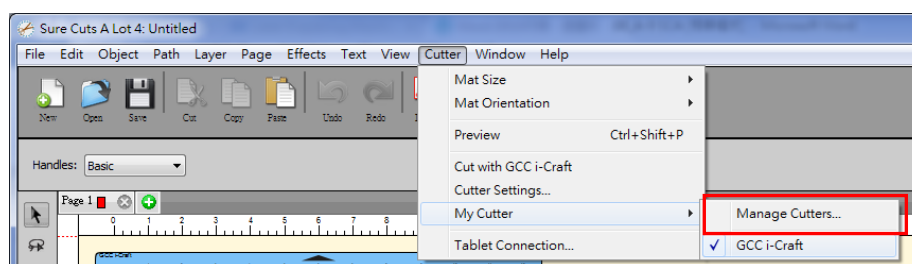 Sure Cuts A Lot 4: Untitled
File Edit Object Path Layer Page Effects Text View Cutter Window Help
New Open Save Cut Copy Paste Undo Redo
Mat Size
Mat Orientation
Preview Ctrl+Shift+P
Cut with GCC i-Craft
Cutter Settings...
My Cutter
Tablet Connection...
Manage Cutters...
✓ GCC i-Craft
Handles: Basic
Page 1
0 1 2 3 4 5 6 7 8
GCC i-Craft